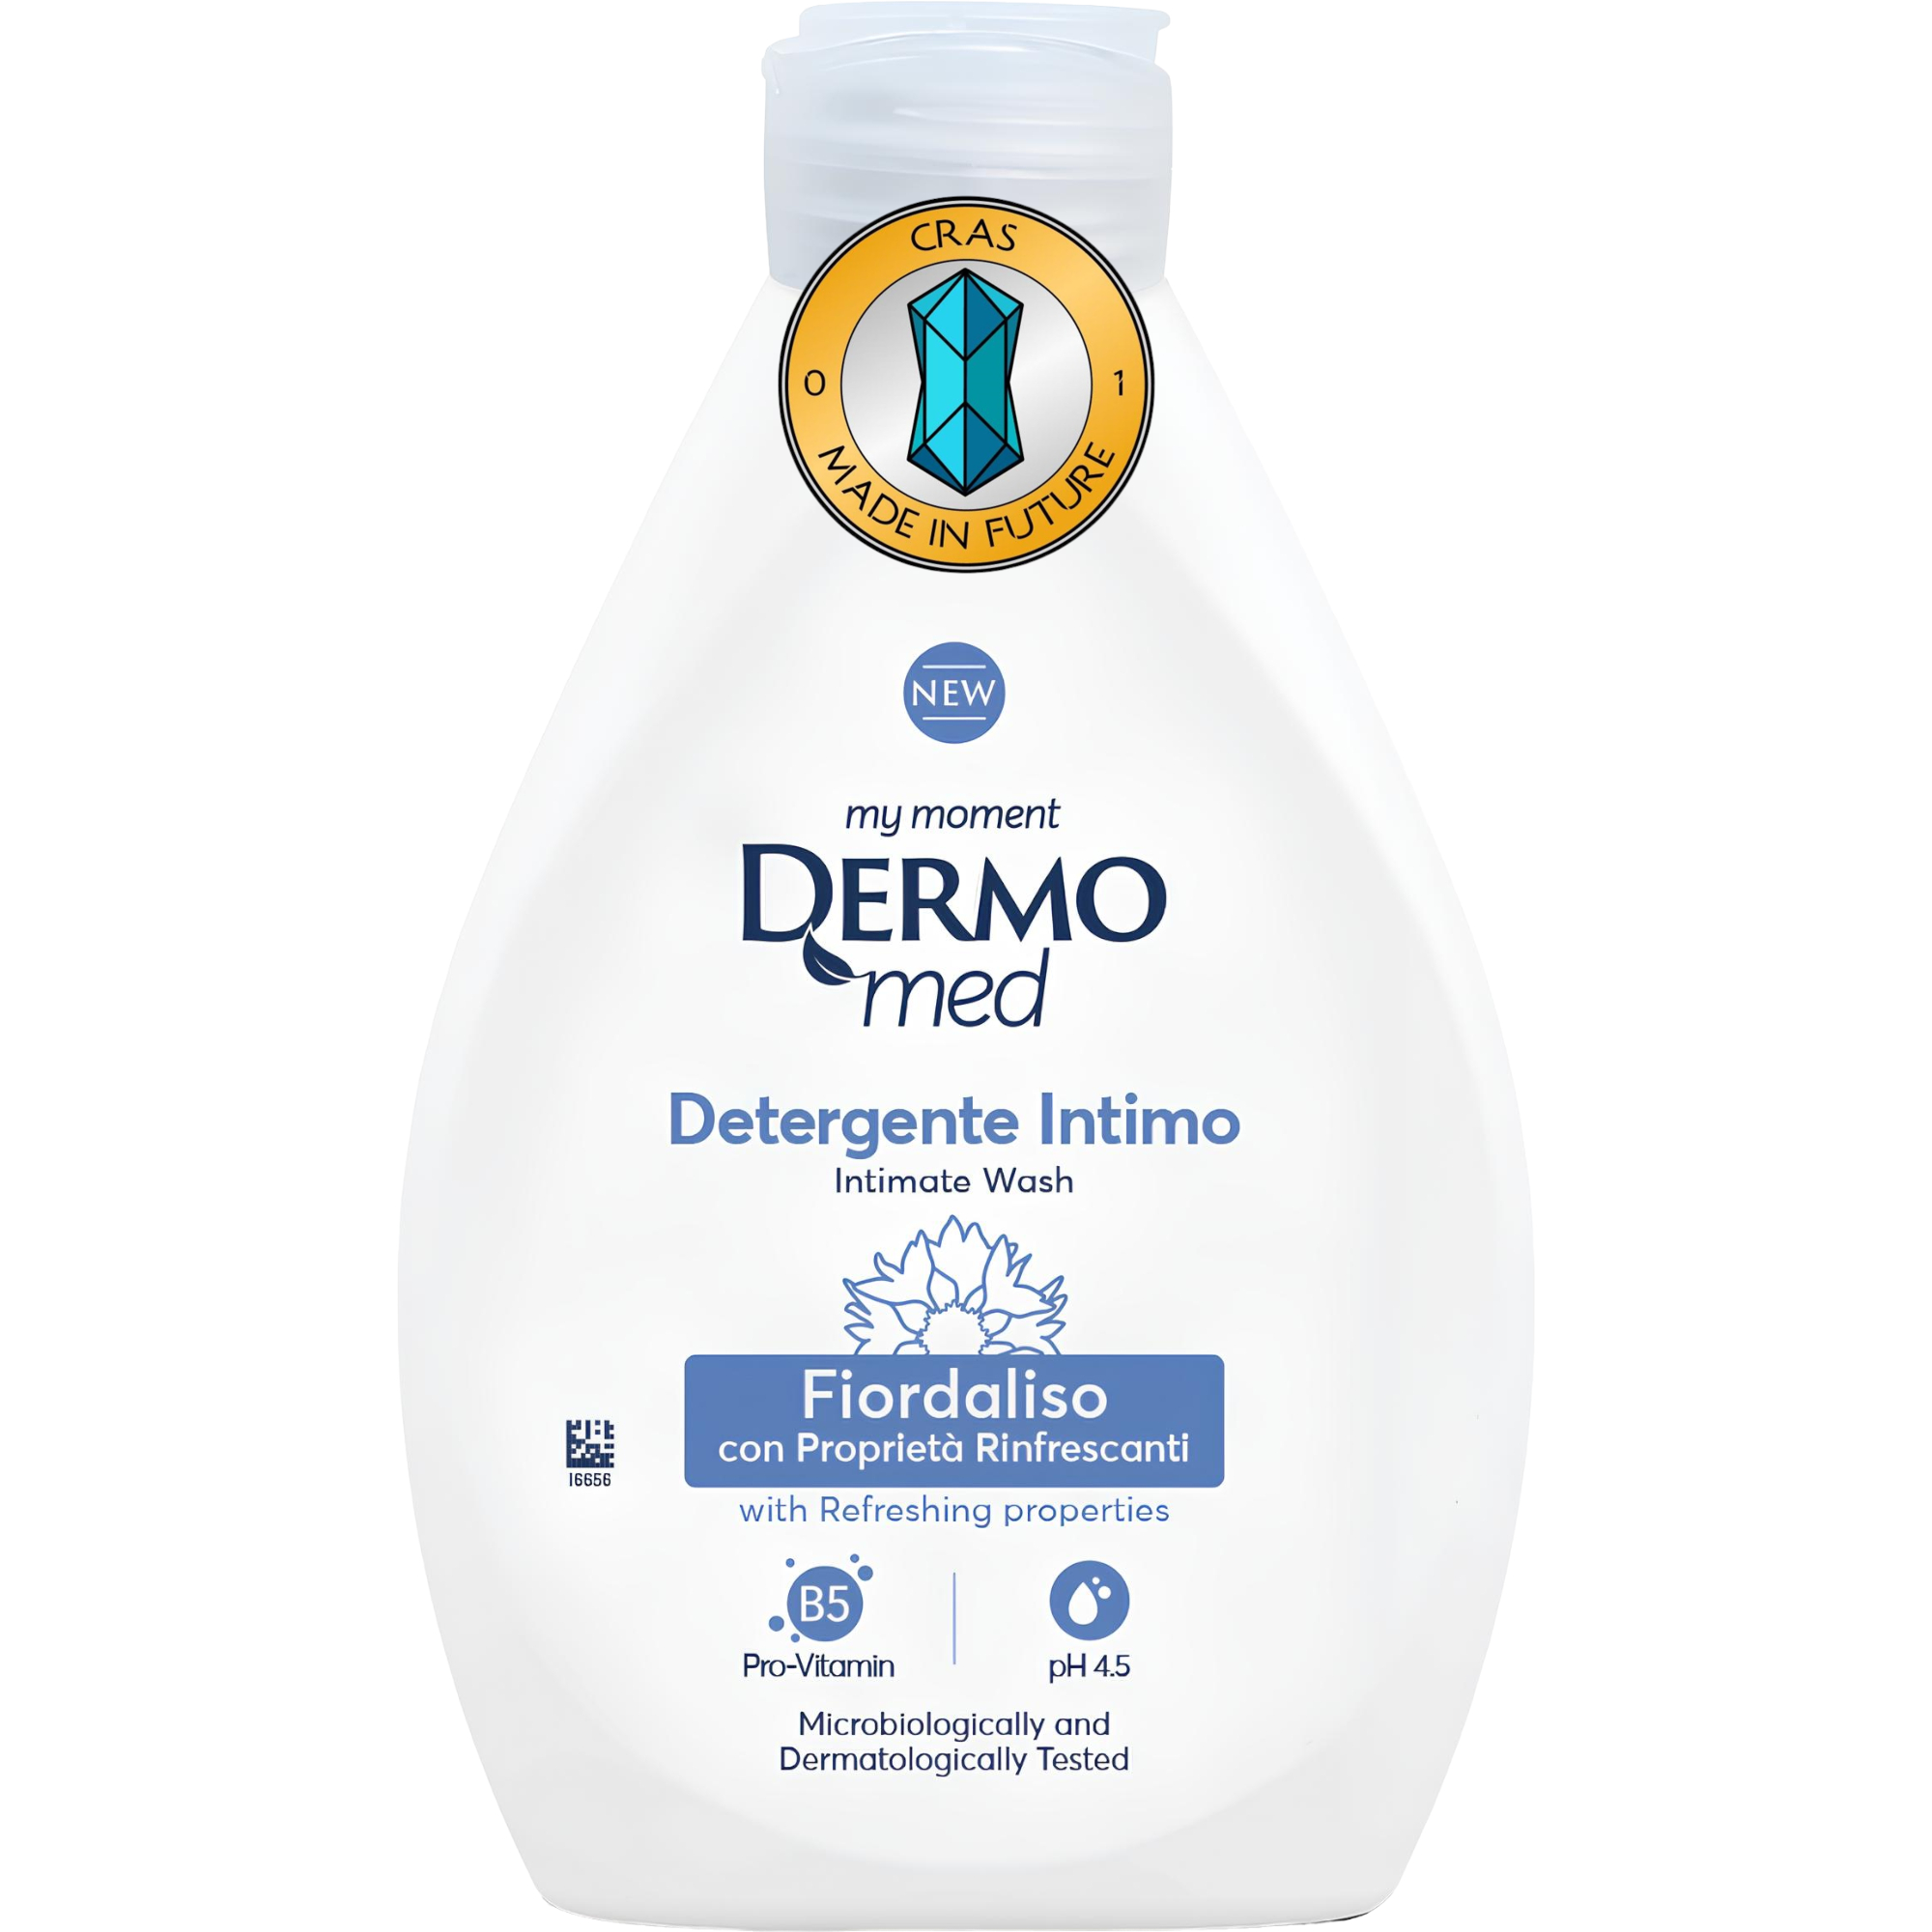 CRAS
0 1
MADE IN FUTURE
NEW
my moment
DERMO
med
Detergente Intimo
Intimate Wash
Fiordaliso
con Proprietà Rinfrescanti
I6656
with Refreshing properties
B5
Pro-Vitamin
pH 4.5
Microbiologically and
Dermatologically Tested